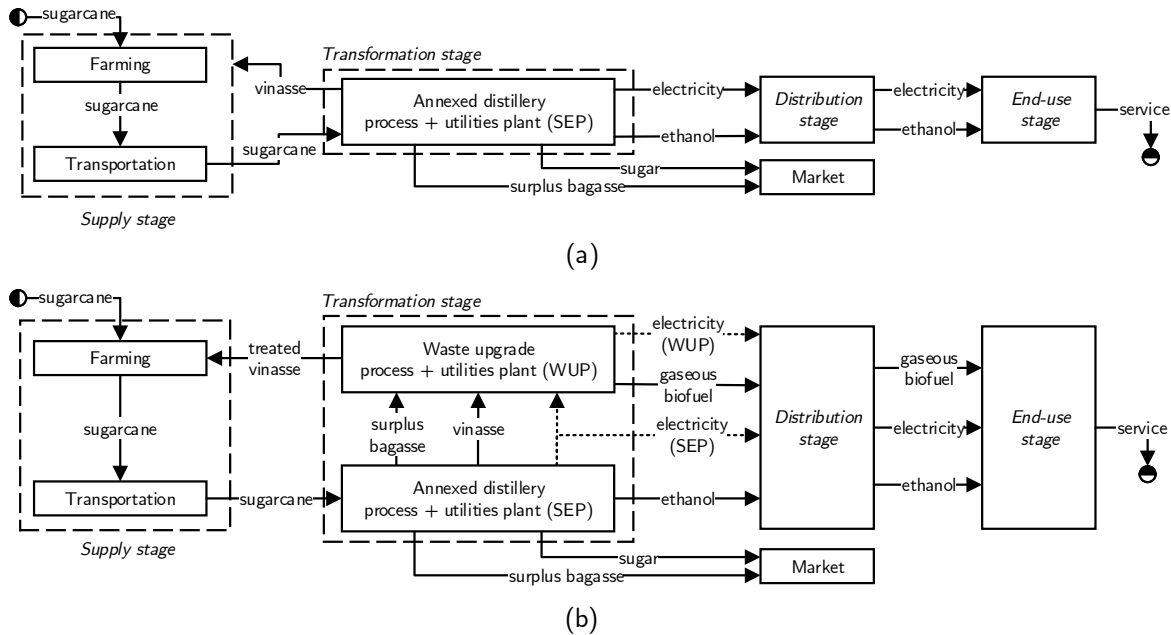 sugarcane
Transformation stage
Farming
vinasse
Annexed distillery
process + utilities plant (SEP)
electricity
Distribution
stage
electricity
End-use
stage
service
sugarcane
ethanol
ethanol
Transportation
sugarcane
sugar
surplus bagasse
Market
Supply stage
(a)
sugarcane
Transformation stage
Farming
treated
vinasse
Waste upgrade
process + utilities plant (WUP)
electricity
(WUP)
gaseous
biofuel
gaseous
biofuel
sugarcane
surplus
bagasse
vinasse
electricity
(SEP)
Distribution
stage
electricity
End-use
stage
service
Transportation
sugarcane
Annexed distillery
process + utilities plant (SEP)
ethanol
ethanol
Supply stage
sugar
surplus bagasse
Market
(b)